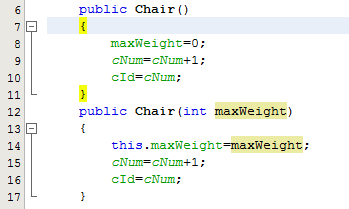 6 public Chair()
7 {
8 maxWeight=0;
9 cNum=cNum+1;
10 cId=cNum;
11 }
12 public Chair(int maxWeight)
13 {
14 this.maxWeight=maxWeight;
15 cNum=cNum+1;
16 cId=cNum;
17 }